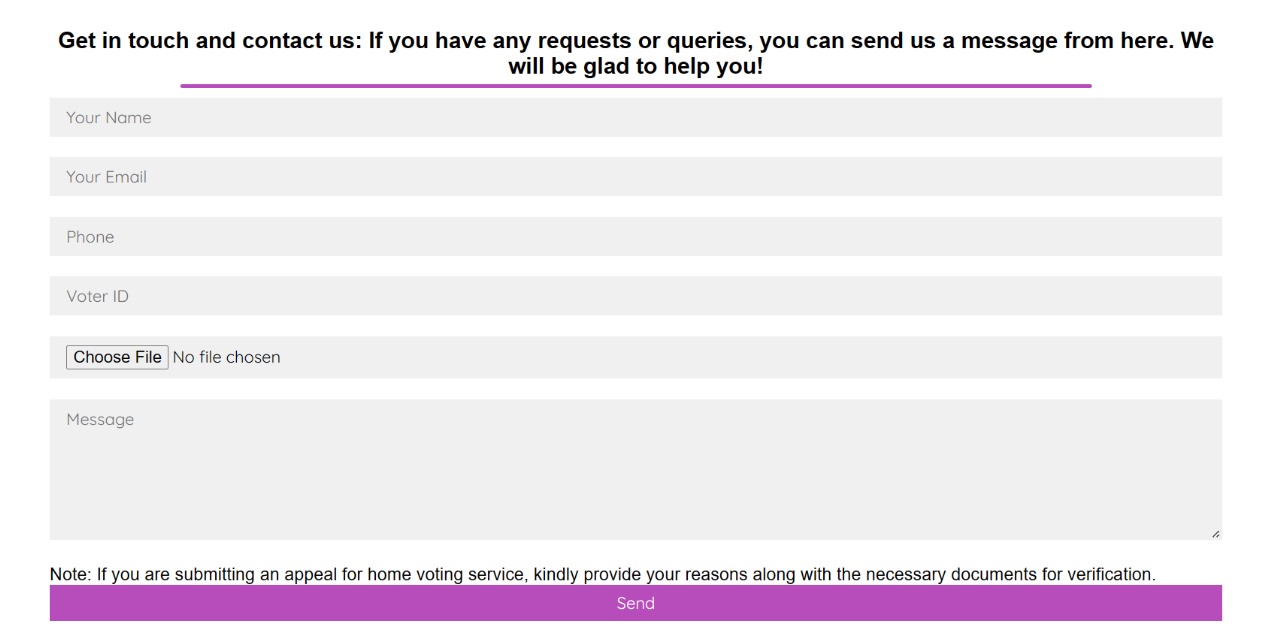 Get in touch and contact us: If you have any requests or queries, you can send us a message from here. We
will be glad to help you!
Your Name
Your Email
Phone
Voter ID
Choose File No file chosen
Message
Note: If you are submitting an appeal for home voting service, kindly provide your reasons along with the necessary documents for verification.
Send